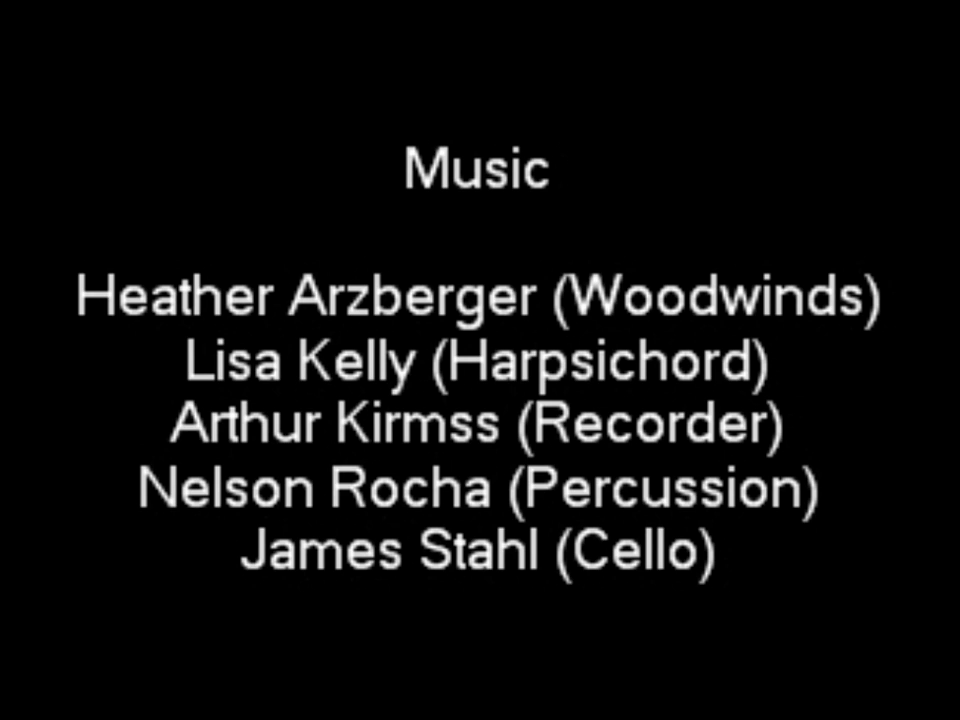 Music
Heather Arzberger (Woodwinds)
Lisa Kelly (Harpsichord)
Arthur Kirmss (Recorder)
Nelson Rocha (Percussion)
James Stahl (Cello)